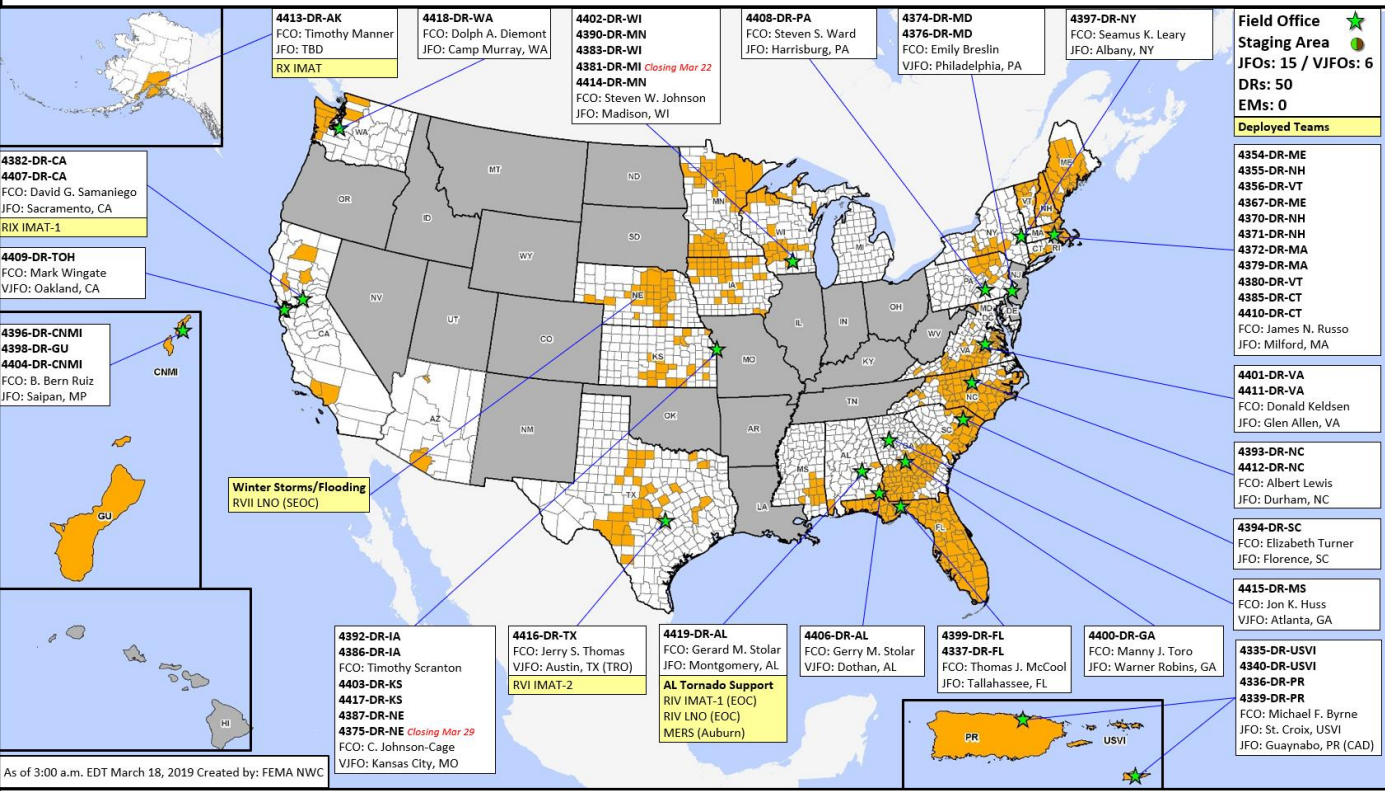 4413-DR-AK
FCO: Timothy Manner
JFO: TBD
RX IMAT
4418-DR-WA
FCO: Dolph A. Diemont
JFO: Camp Murray, WA
4402-DR-WI
4390-DR-MN
4383-DR-WI
4381-DR-MI Closing Mar 22
4414-DR-MN
FCO: Steven W. Johnson
JFO: Madison, WI
4408-DR-PA
FCO: Steven S. Ward
JFO: Harrisburg, PA
4374-DR-MD
4376-DR-MD
FCO: Emily Breslin
VJFO: Philadelphia, PA
4397-DR-NY
FCO: Seamus K. Leary
JFO: Albany, NY
Field Office
Staging Area
JFOs: 15 / VJFOs: 6
DRs: 50
EMs: 0
Deployed Teams
4382-DR-CA
4407-DR-CA
FCO: David G. Samaniego
JFO: Sacramento, CA
RIX IMAT-1
4409-DR-TOH
FCO: Mark Wingate
VJFO: Oakland, CA
4396-DR-CNMI
4398-DR-GU
4404-DR-CNMI
FCO: B. Bern Ruiz
JFO: Saipan, MP
CNMI
GU
HI
WA
OR
MT
ID
ND
MN
SD
WY
WI
MI
NY
VT
NH
ME
MA
CT
RI
NV
UT
CA
CO
NE
IA
IL
IN
OH
PA
NJ
MD
DE
WV
VA
KS
MO
KY
AZ
NM
OK
AR
TN
NC
SC
TX
LA
MS
AL
GA
FL
4354-DR-ME
4355-DR-NH
4356-DR-VT
4367-DR-ME
4370-DR-NH
4371-DR-NH
4372-DR-MA
4379-DR-MA
4380-DR-VT
4385-DR-CT
4410-DR-CT
FCO: James N. Russo
JFO: Milford, MA
4401-DR-VA
4411-DR-VA
FCO: Donald Keldsen
JFO: Glen Allen, VA
4393-DR-NC
4412-DR-NC
FCO: Albert Lewis
JFO: Durham, NC
4394-DR-SC
FCO: Elizabeth Turner
JFO: Florence, SC
4415-DR-MS
FCO: Jon K. Huss
VJFO: Atlanta, GA
Winter Storms/Flooding
RVII LNO (SEOC)
4392-DR-IA
4386-DR-IA
FCO: Timothy Scranton
4403-DR-KS
4417-DR-KS
4387-DR-NE
4375-DR-NE Closing Mar 29
FCO: C. Johnson-Cage
VJFO: Kansas City, MO
4416-DR-TX
FCO: Jerry S. Thomas
VJFO: Austin, TX (TRO)
RVI IMAT-2
4419-DR-AL
FCO: Gerard M. Stolar
JFO: Montgomery, AL
AL Tornado Support
RIV IMAT-1 (EOC)
RIV LNO (EOC)
MERS (Auburn)
4406-DR-AL
FCO: Gerry M. Stolar
VJFO: Dothan, AL
4399-DR-FL
4337-DR-FL
FCO: Thomas J. McCool
JFO: Tallahassee, FL
4400-DR-GA
FCO: Manny J. Toro
JFO: Warner Robins, GA
4335-DR-USVI
4340-DR-USVI
4336-DR-PR
4339-DR-PR
FCO: Michael F. Byrne
JFO: St. Croix, USVI
JFO: Guaynabo, PR (CAD)
PR
USVI
As of 3:00 a.m. EDT March 18, 2019 Created by: FEMA NWC